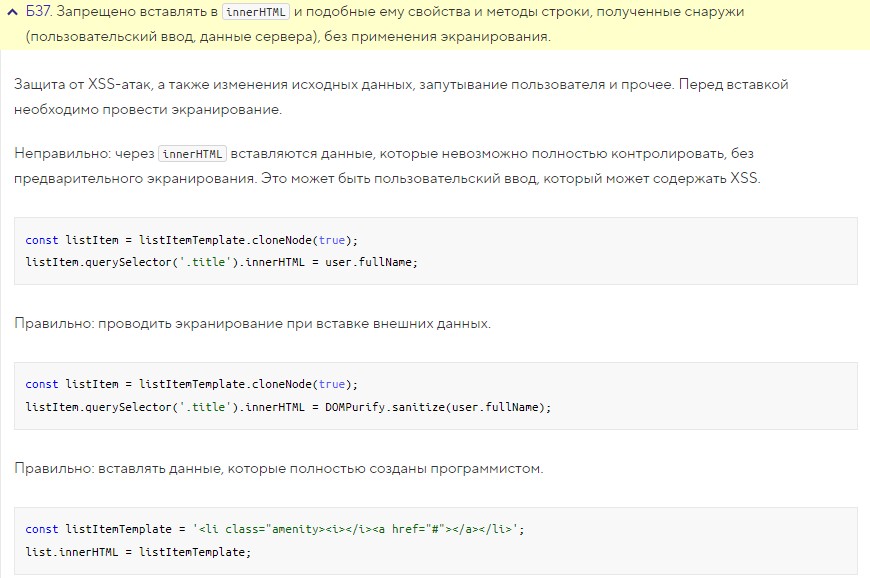 Б37. Запрещено вставлять в innerHTML и подобные ему свойства и методы строки, полученные снаружи
(пользовательский ввод, данные сервера), без применения экранирования.
Защита от XSS-атак, а также изменения исходных данных, запутывание пользователя и прочее. Перед вставкой
необходимо провести экранирование.
Неправильно: через innerHTML вставляются данные, которые невозможно полностью контролировать, без
предварительного экранирования. Это может быть пользовательский ввод, который может содержать XSS.
const listItem = listItemTemplate.cloneNode(true);
listItem.querySelector('.title').innerHTML = user.fullName;
Правильно: проводить экранирование при вставке внешних данных.
const listItem = listItemTemplate.cloneNode(true);
listItem.querySelector('.title').innerHTML = DOMPurify.sanitize(user.fullName);
Правильно: вставлять данные, которые полностью созданы программистом.
const listItemTemplate = '<li class="amenity><i></i><a href="#"></a></li>';
list.innerHTML = listItemTemplate;